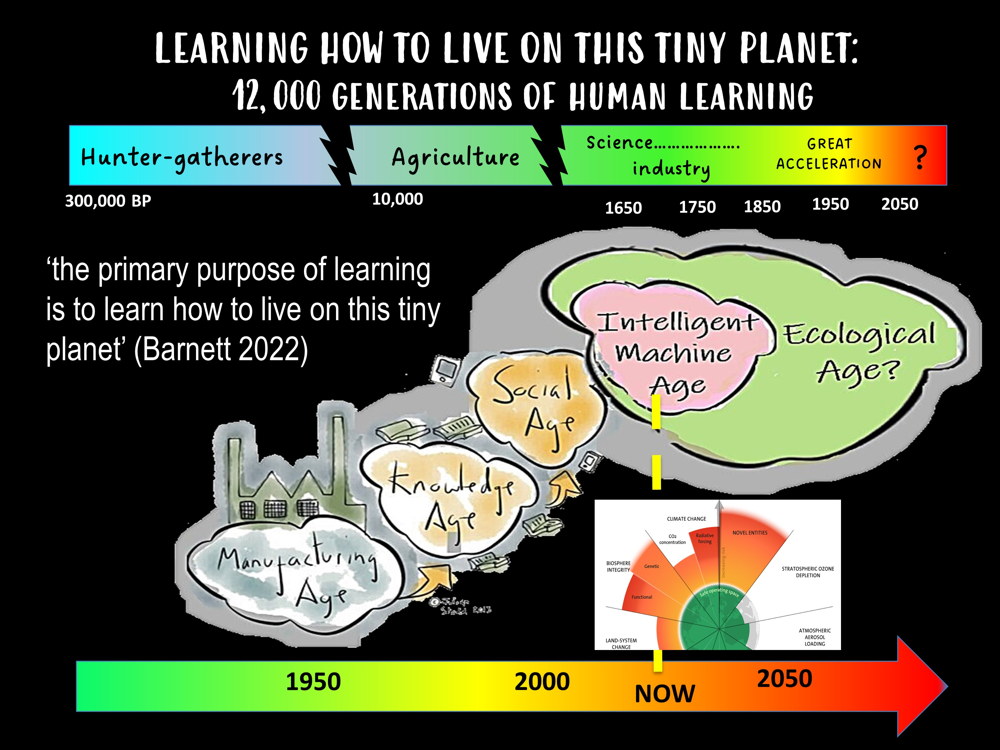 LEARNING HOW TO LIVE ON THIS TINY PLANET:
12,000 GENERATIONS OF HUMAN LEARNING
Hunter-gatherers
Agriculture
Science……………….
industry
GREAT
ACCELERATION
?
300,000 BP
10,000
1650
1750
1850
1950
2050
‘the primary purpose of learning
is to learn how to live on this tiny
planet’ (Barnett 2022)
Intelligent
Machine
Age
Ecological
Age?
Social
Age
Knowledge
Age
Manufacturing
Age
©
2013
CLIMATE CHANGE
CO2
concentration
Radiative
forcing
NOVEL ENTITIES
Increasing risk
BIOSPHERE
INTEGRITY
Genetic
Functional
STRATOSPHERIC OZONE
DEPLETION
Safe operating space
ATMOSPHERIC
AEROSOL
LOADING
LAND-SYSTEM
CHANGE
1950
2000
NOW
2050